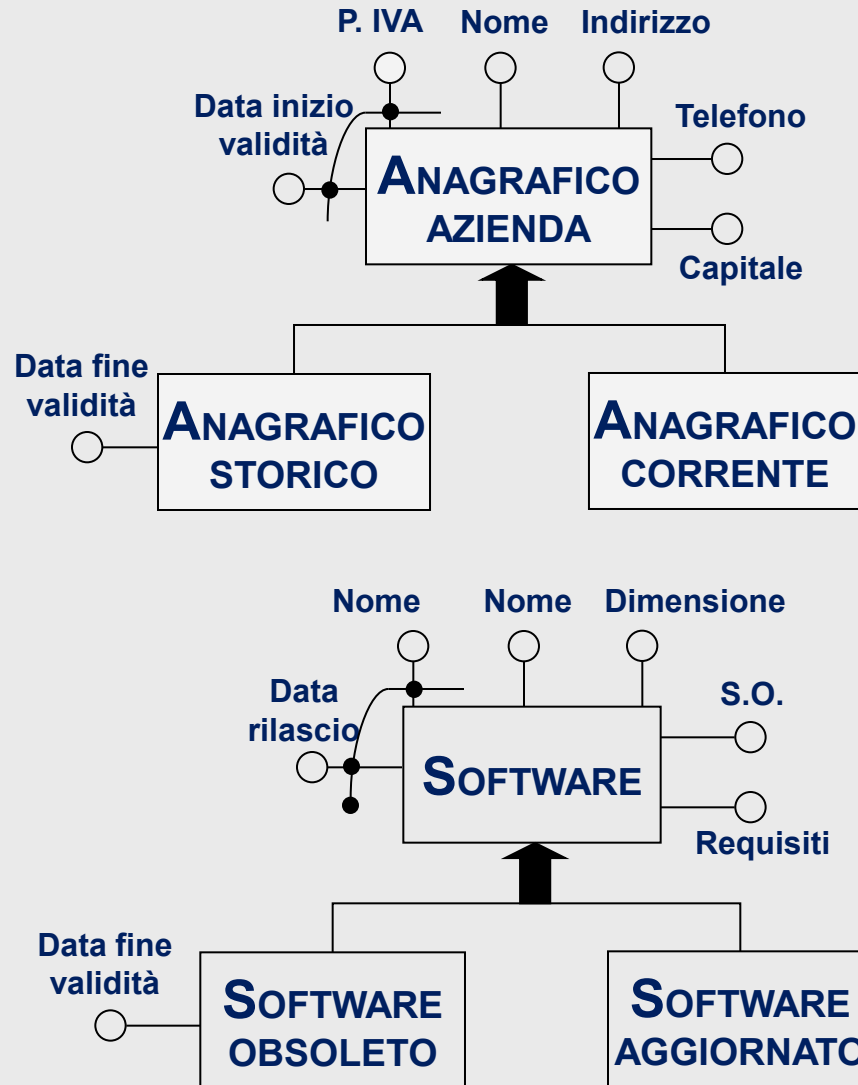 P. IVA Nome Indirizzo
Data inizio
validità
Telefono
ANAGRAFICO
AZIENDA
Capitale
Data fine
validità
ANAGRAFICO
STORICO
ANAGRAFICO
CORRENTE
Nome Nome Dimensione
Data
rilascio
S.O.
SOFTWARE
Requisiti
Data fine
validità
SOFTWARE
OBSOLETO
SOFTWARE
AGGIORNATO